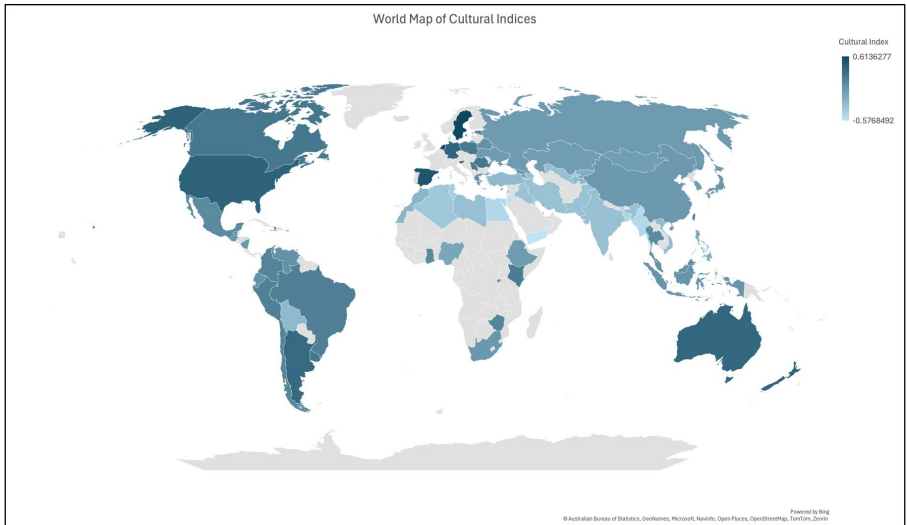 World Map of Cultural Indices
Cultural Index
0.6136277
-0.5768492
Powered by Bing
© Australian Bureau of Statistics, GeoNames, Microsoft, Navinfo, Open Places, OpenStreetMap, TomTom, Zenrin